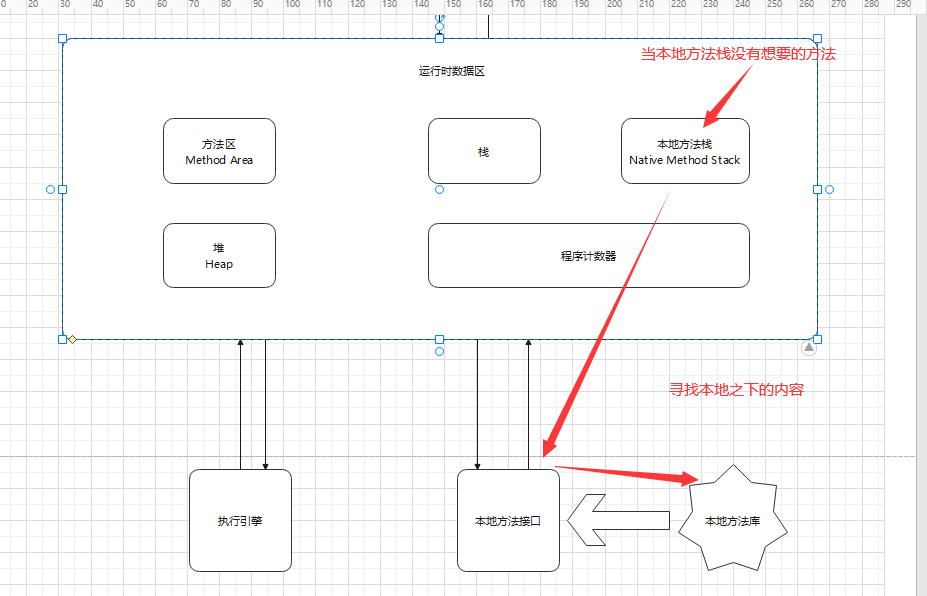 0 20 30 40 50 60 70 80 90 100 110 120 130 140 150 160 170 180 190 200 210 220 230 240 250 260 270 280 290
当本地方法栈没有想要的方法
运行时数据区
方法区
Method Area
栈
本地方法栈
Native Method Stack
堆
Heap
程序计数器
寻找本地之下的内容
执行引擎
本地方法接口
本地方法库